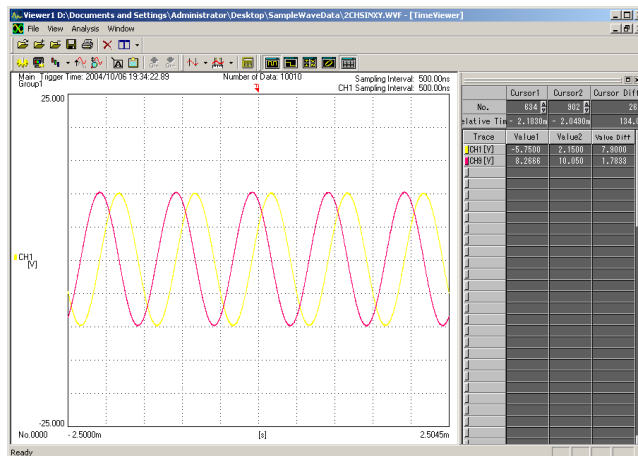 Viewer1 D:\Documents and Settings\Administrator\Desktop\SampleWaveData\2CHSINXY.WVF - [TimeViewer]
File View Analysis Window
Main Trigger Time: 2004/10/06 19:34:22.89 Number of Data: 10010 Sampling Interval: 500.00ns
Group1 CH1 Sampling Interval: 500.00ns
25.000
CH1
[V]
-25.000
No.0000 - 2.5000m [s] 2.5045m
Cursor1 Cursor2 Cursor Diff
No. 634 902 26
elative Tim - 2.1830m - 2.0490m 134.0
Trace Value1 Value2 Value Diff
CH1[V] -5.7500 2.1500 7.9000
CH9[V] 8.2666 10.050 1.7833
Ready